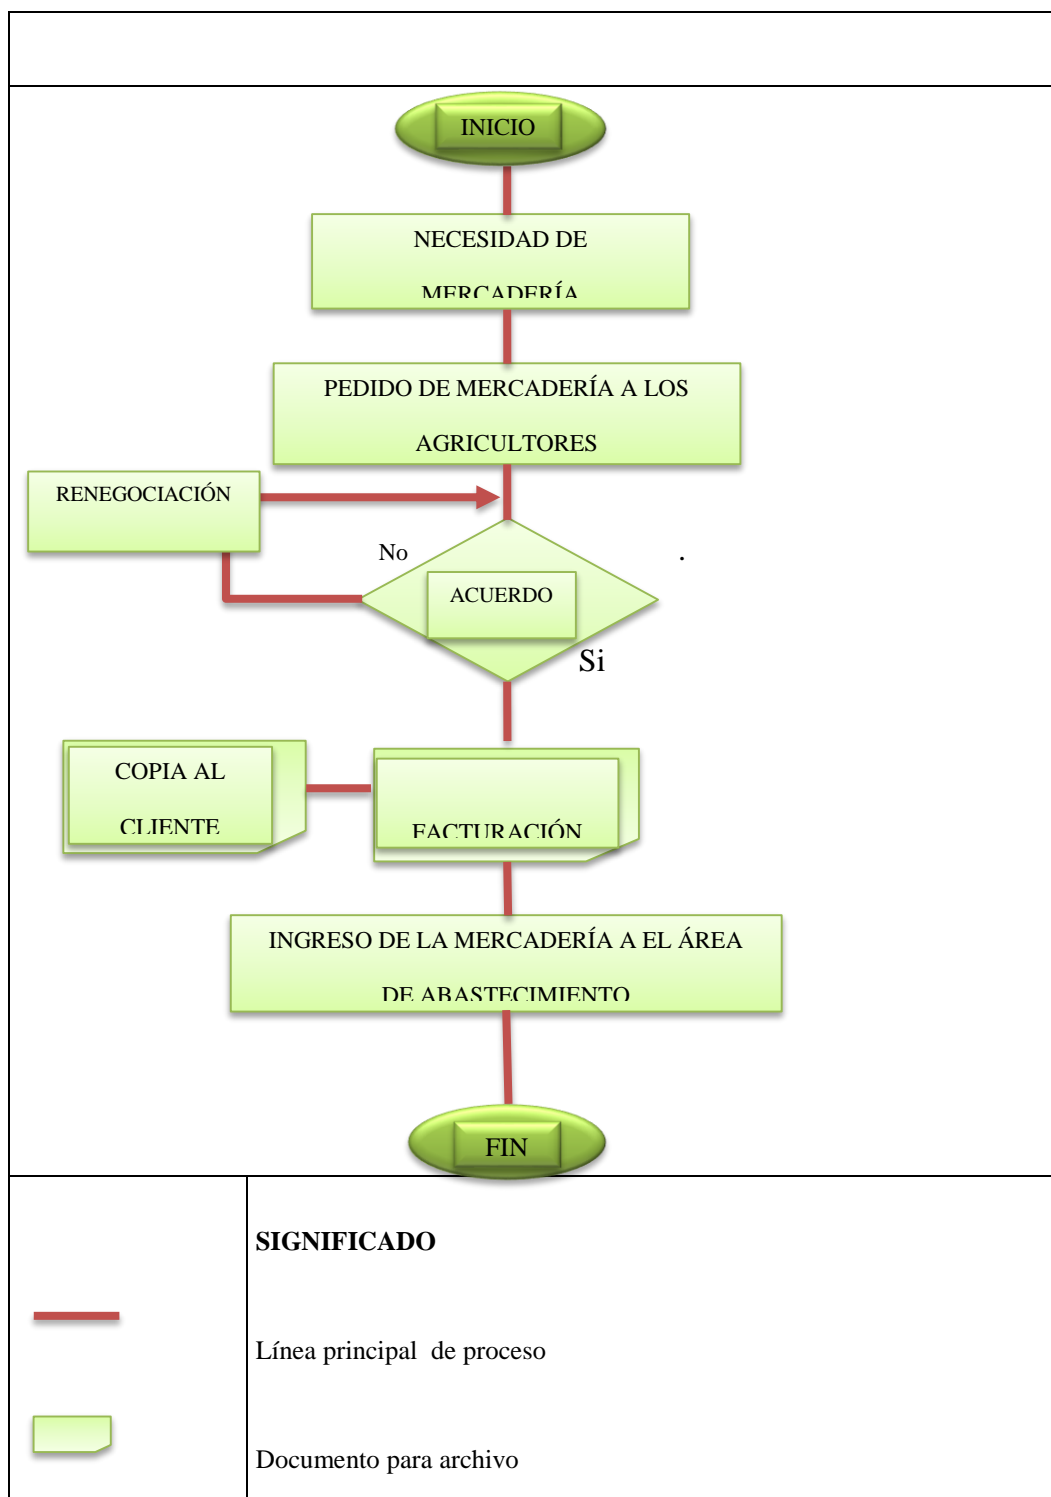 INICIO
NECESIDAD DE
MERCADERÍA
PEDIDO DE MERCADERÍA A LOS
AGRICULTORES
RENEGOCIACIÓN
No
.
ACUERDO
Si
COPIA AL
CLIENTE
FACTURACIÓN
INGRESO DE LA MERCADERÍA A EL ÁREA
DE ABASTECIMIENTO
FIN
SIGNIFICADO
Línea principal de proceso
Documento para archivo